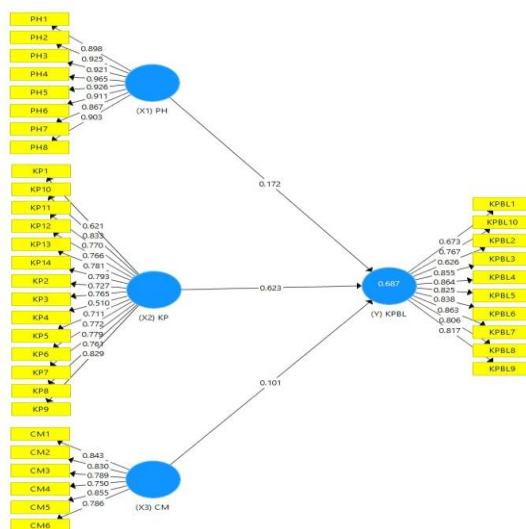 PH1
PH2
PH3
PH4
PH5
PH6
PH7
PH8
0.898
0.925
0.921
0.965
0.926
0.911
0.867
0.903
(X1) PH
KP1
KP10
KP11
KP12
KP13
KP14
KP2
KP3
KP4
KP5
KP6
KP7
KP8
KP9
0.621
0.833
0.770
0.766
0.781
0.793
0.727
0.765
0.510
0.711
0.772
0.779
0.761
0.829
(X2) KP
CM1
CM2
CM3
CM4
CM5
CM6
0.843
0.830
0.789
0.750
0.855
0.786
(X3) CM
0.172
0.623
0.101
0.687
(Y) KPBL
0.673
0.767
0.626
0.855
0.864
0.825
0.838
0.863
0.806
0.817
KPBL1
KPBL10
KPBL2
KPBL3
KPBL4
KPBL5
KPBL6
KPBL7
KPBL8
KPBL9